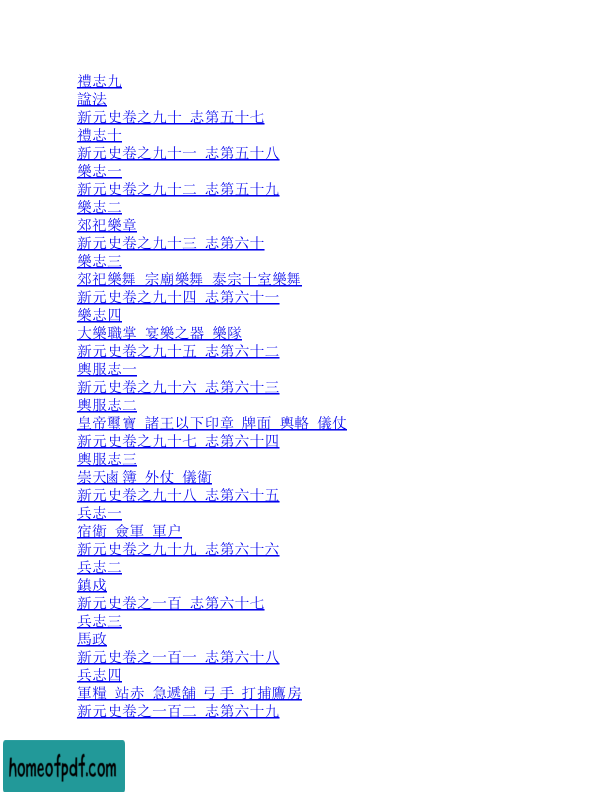 禮志九
諡法
新元史卷之九十 志第五十七
禮志十
新元史卷之九十一 志第五十八
樂志一
新元史卷之九十二 志第五十九
樂志二
郊祀樂章
新元史卷之九十三 志第六十
樂志三
郊祀樂舞 宗廟樂舞 泰宗十室樂舞
新元史卷之九十四 志第六十一
樂志四
大樂職掌 宴樂之器 樂隊
新元史卷之九十五 志第六十二
輿服志一
新元史卷之九十六 志第六十三
輿服志二
皇帝璽寶 諸王以下印章 牌面 輿輅 儀仗
新元史卷之九十七 志第六十四
輿服志三
崇天鹵簿 外仗 儀衛
新元史卷之九十八 志第六十五
兵志一
宿衛 僉軍 軍户
新元史卷之九十九 志第六十六
兵志二
鎮戍
新元史卷之一百 志第六十七
兵志三
馬政
新元史卷之一百一 志第六十八
兵志四
軍糧 站赤 急遞舖 弓手 打捕鷹房
新元史卷之一百二 志第六十九
homeofpdf.com